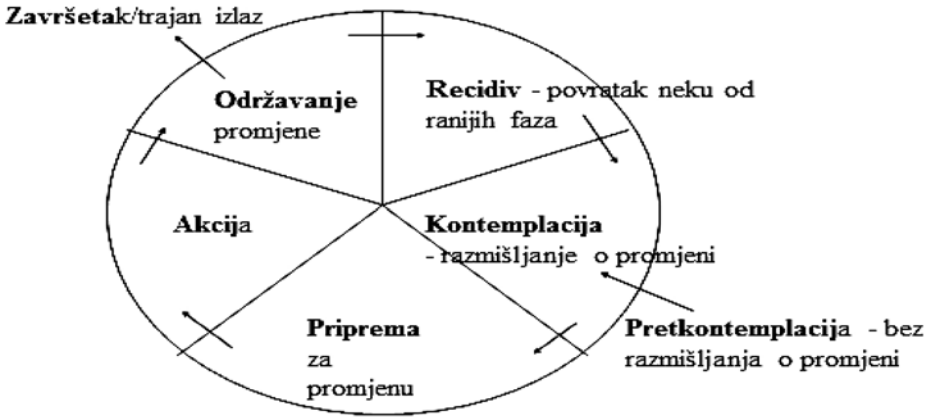 Završetak/trajan izlaz
Održavanje
promjene
Recidiv - povratak neku od
ranijih faza
Akcija
Kontemplacija
- razmišljanje o promjeni
Priprema
za
promjenu
Pretkontemplacija - bez
razmišljanja o promjeni